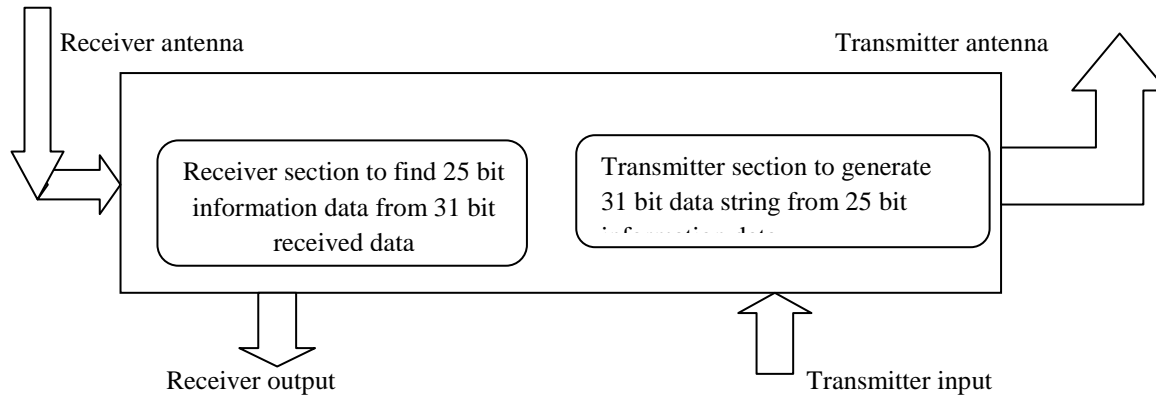 Receiver antenna
Transmitter antenna
Receiver section to find 25 bit
information data from 31 bit
received data
Transmitter section to generate
31 bit data string from 25 bit
Receiver output
Transmitter input